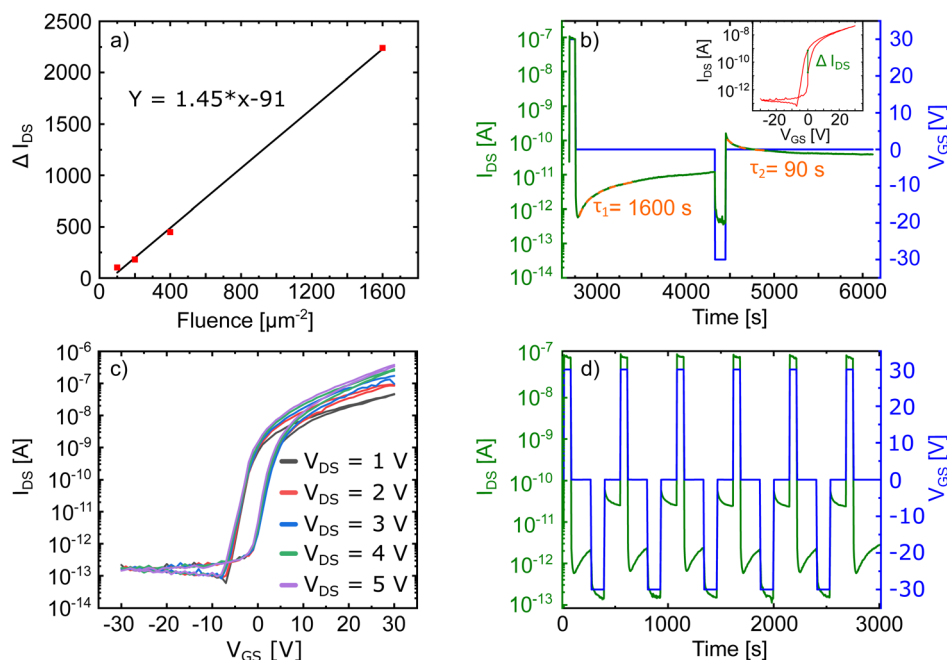 a)
2500
2250
2000
1750
1500
1250
1000
750
500
250
0
Δ I_DS
Y = 1.45*x-91
0 400 800 1200 1600
Fluence [µm⁻²]
b)
10⁻⁷
10⁻⁸
10⁻⁹
10⁻¹⁰
10⁻¹¹
10⁻¹²
10⁻¹³
10⁻¹⁴
I_DS [A]
τ₁= 1600 s
τ₂= 90 s
I_DS [A]
10⁻⁸
10⁻¹⁰
10⁻¹²
Δ I_DS
-20 0 20
V_GS [V]
30
20
10
0
-10
-20
-30
V_GS [V]
3000 4000 5000 6000
Time [s]
c)
10⁻⁶
10⁻⁷
10⁻⁸
10⁻⁹
10⁻¹⁰
10⁻¹¹
10⁻¹²
10⁻¹³
10⁻¹⁴
I_DS [A]
V_DS = 1 V
V_DS = 2 V
V_DS = 3 V
V_DS = 4 V
V_DS = 5 V
-30 -20 -10 0 10 20 30
V_GS [V]
d)
10⁻⁷
10⁻⁸
10⁻⁹
10⁻¹⁰
10⁻¹¹
10⁻¹²
10⁻¹³
I_DS [A]
30
20
10
0
-10
-20
-30
V_GS [V]
0 1000 2000 3000
Time [s]